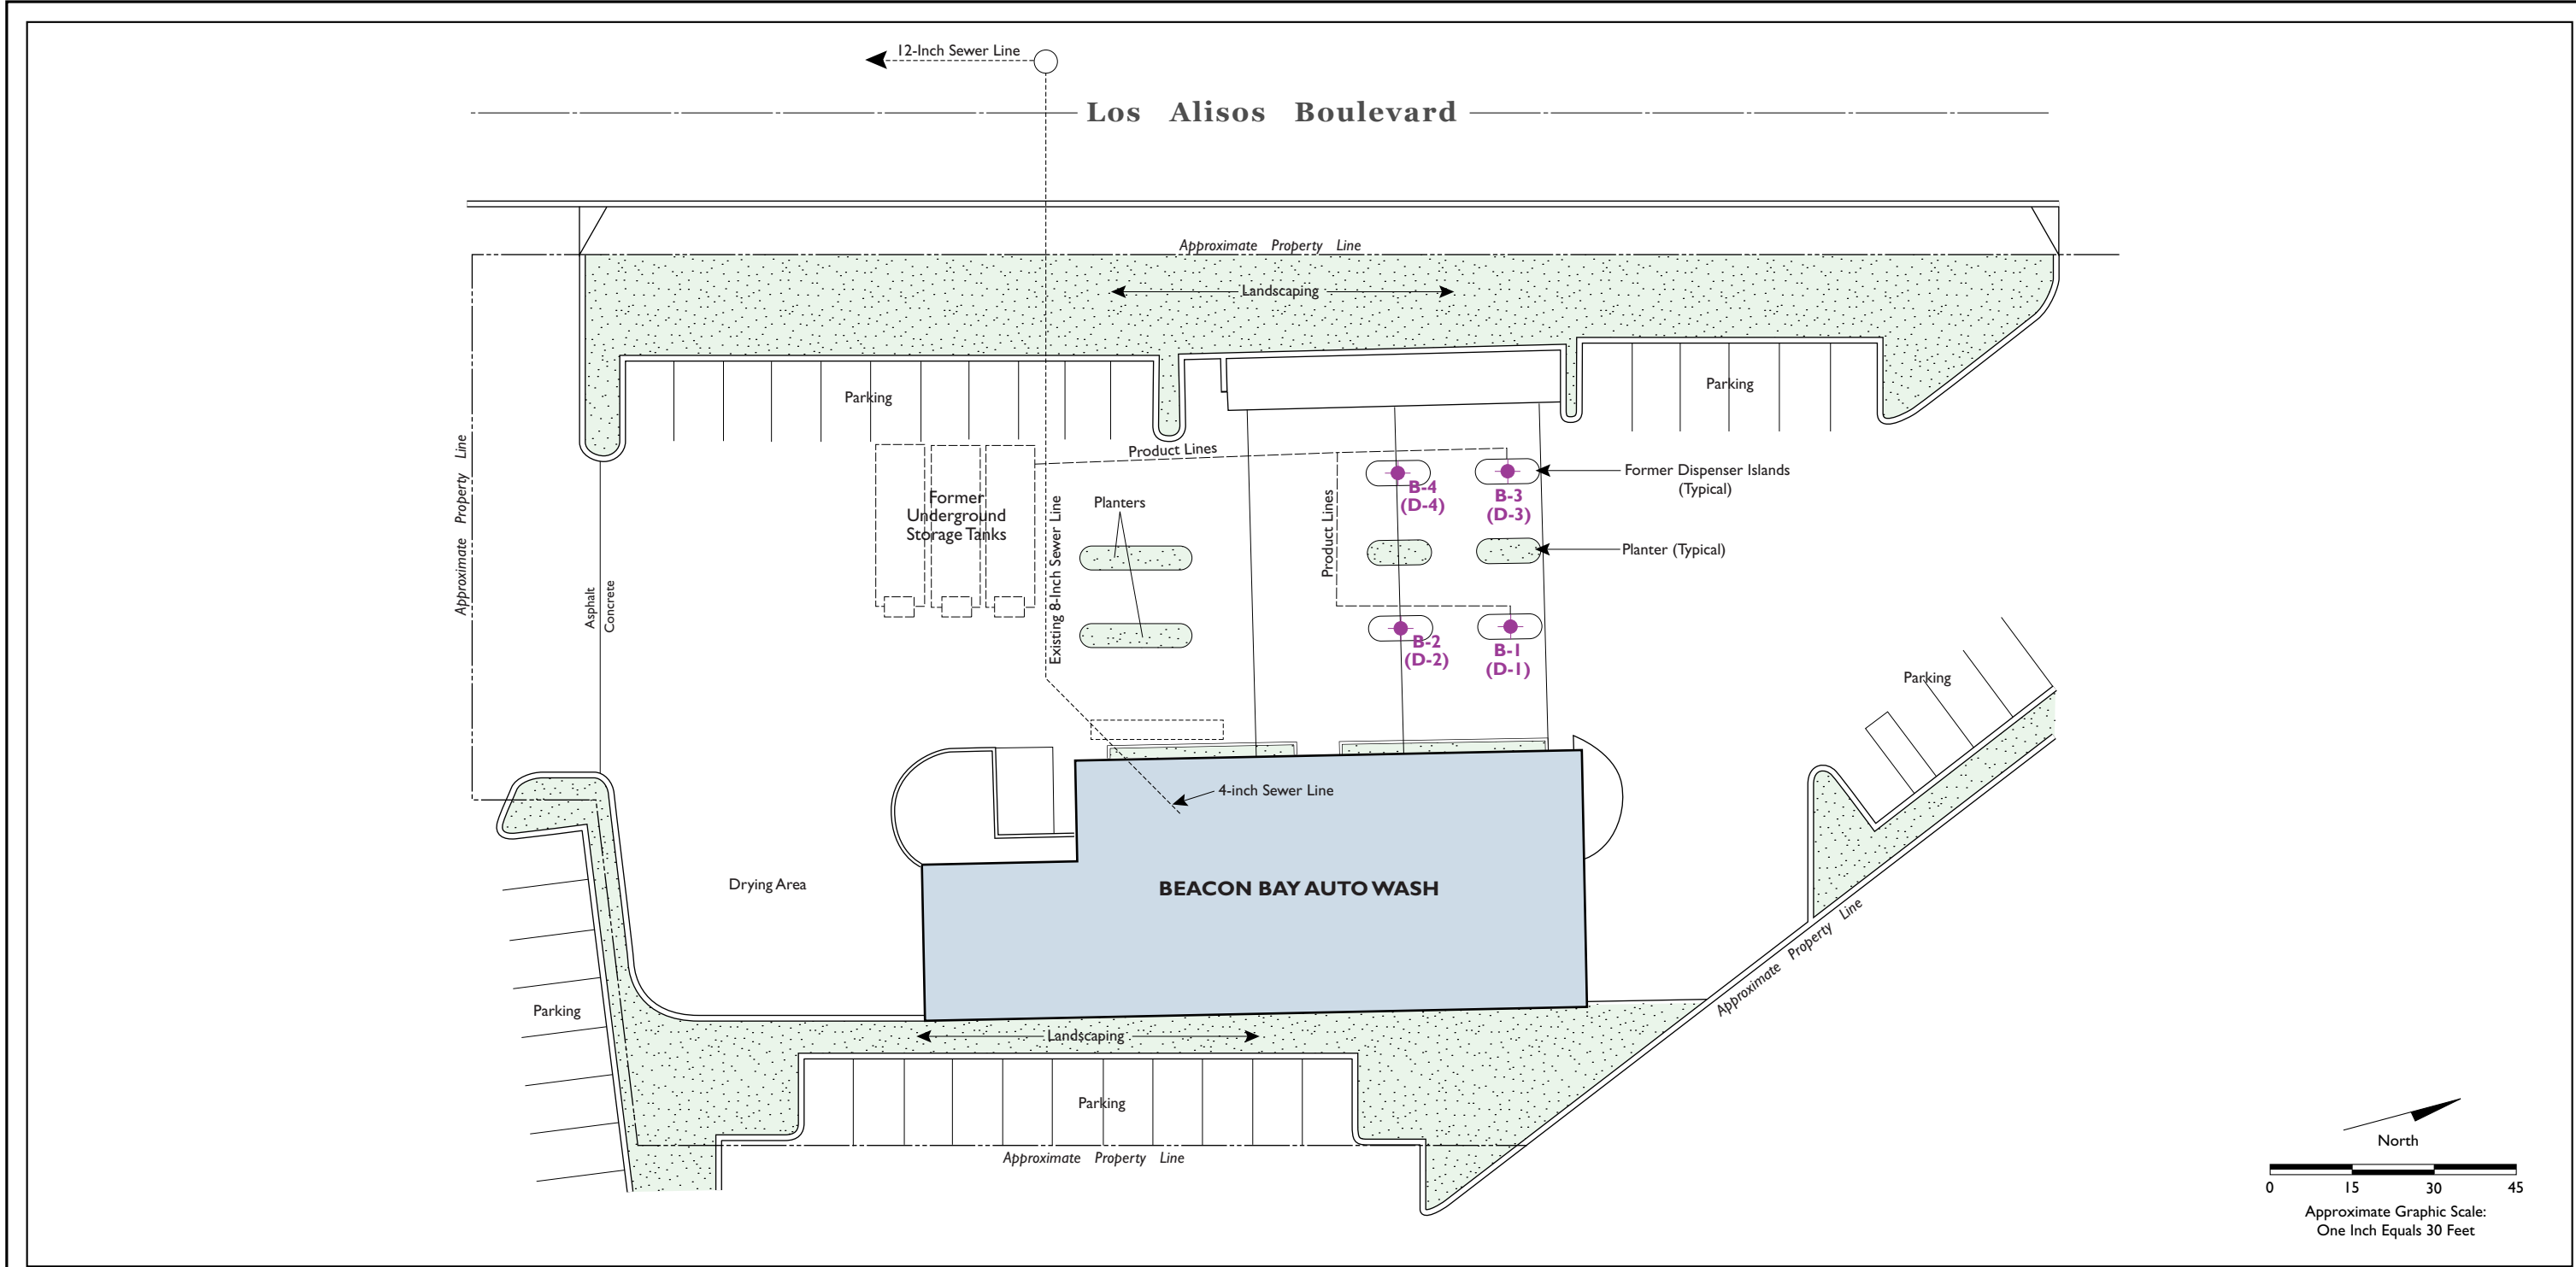 12-Inch Sewer Line
Los Alisos Boulevard
Approximate Property Line
Landscaping
Parking
Parking
Product Lines
Former Dispenser Islands
(Typical)
B-4
(D-4)
B-3
(D-3)
Former
Underground
Storage Tanks
Planters
Existing 8-Inch Sewer Line
Product Lines
Planter (Typical)
Approximate Property Line
Asphalt
Concrete
B-2
(D-2)
B-1
(D-1)
Parking
4-inch Sewer Line
Drying Area
BEACON BAY AUTO WASH
Approximate Property Line
Parking
Landscaping
Parking
Approximate Property Line
North
0 15 30 45
Approximate Graphic Scale:
One Inch Equals 30 Feet